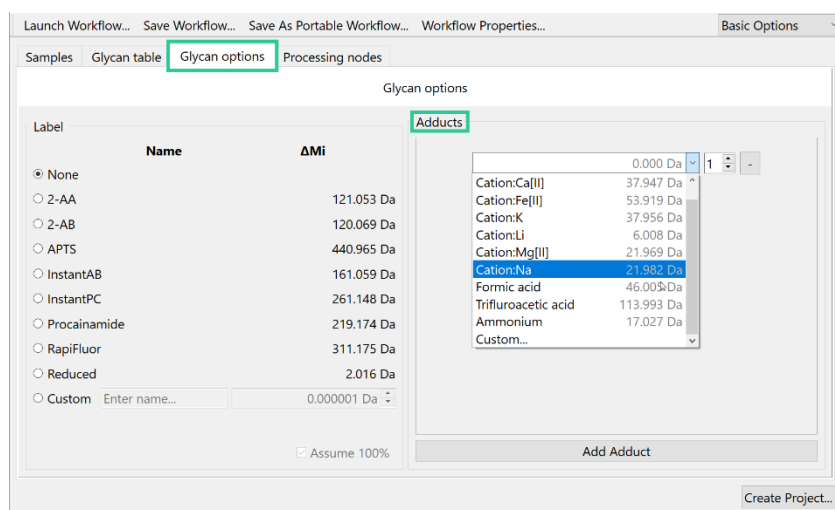 Launch Workflow... Save Workflow... Save As Portable Workflow... Workflow Properties... Basic Options
Samples Glycan table Glycan options Processing nodes
Glycan options
Label
Name ΔMi
None
2-AA 121.053 Da
2-AB 120.069 Da
APTS 440.965 Da
InstantAB 161.059 Da
InstantPC 261.148 Da
Procainamide 219.174 Da
RapiFluor 311.175 Da
Reduced 2.016 Da
Custom Enter name... 0.000001 Da
Assume 100%
Adducts
0.000 Da 1 -
Cation:Ca[II] 37.947 Da
Cation:Fe[II] 53.919 Da
Cation:K 37.956 Da
Cation:Li 6.008 Da
Cation:Mg[II] 21.969 Da
Cation:Na 21.982 Da
Formic acid 46.005 Da
Trifluroacetic acid 113.993 Da
Ammonium 17.027 Da
Custom...
Add Adduct
Create Project...